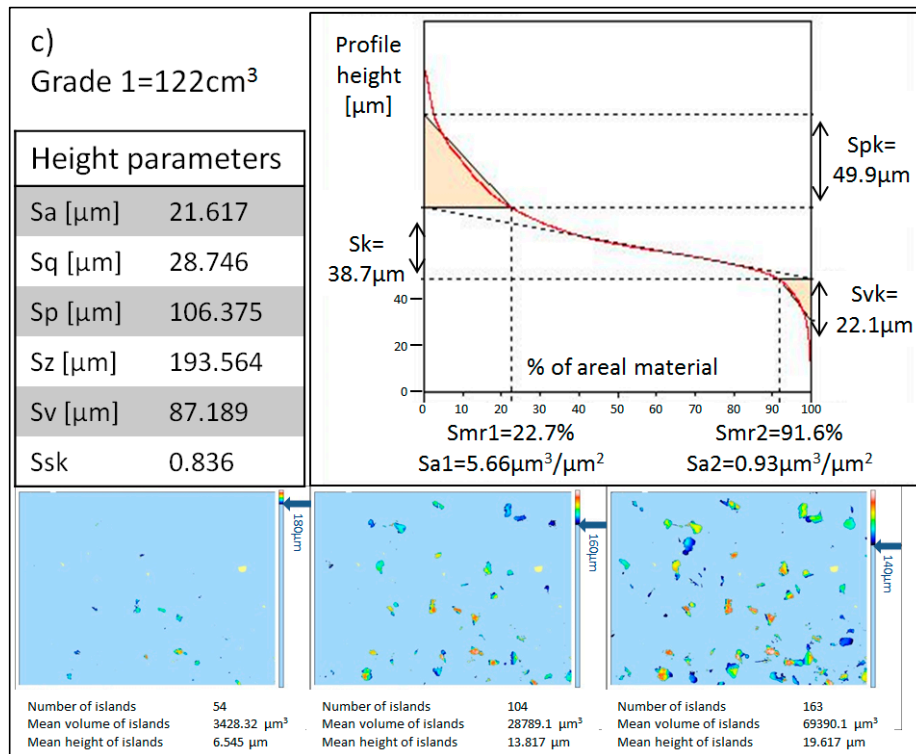 c)
Grade 1=122cm³
Height parameters
Sa [µm] 21.617
Sq [µm] 28.746
Sp [µm] 106.375
Sz [µm] 193.564
Sv [µm] 87.189
Ssk 0.836
Profile
height
[µm]
Spk=
49.9µm
Sk=
38.7µm
Svk=
22.1µm
40
20
0
% of areal material
0 10 20 30 40 50 60 70 80 90 100
Smr1=22.7% Smr2=91.6%
Sa1=5.66µm³/µm² Sa2=0.93µm³/µm²
180µm
160µm
140µm
Number of islands 54
Mean volume of islands 3428.32 µm³
Mean height of islands 6.545 µm
Number of islands 104
Mean volume of islands 28789.1 µm³
Mean height of islands 13.817 µm
Number of islands 163
Mean volume of islands 69390.1 µm³
Mean height of islands 19.617 µm